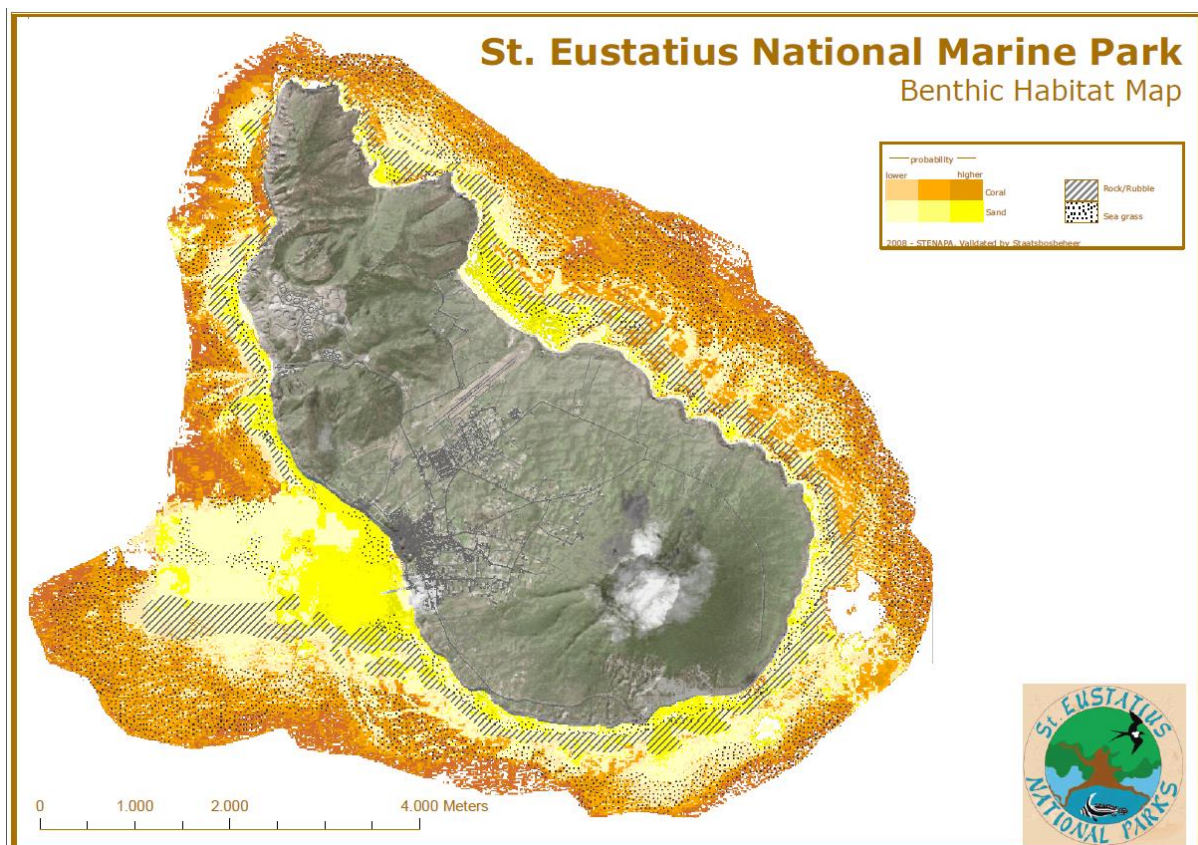 St. Eustatius National Marine Park
Benthic Habitat Map
probability
lower higher
Coral
Sand
Rock/Rubble
Sea grass
2008 - STENAPA. Validated by Staatsbosbeheer
0 1.000 2.000 4.000 Meters
St. EUSTATIUS
NATIONAL PARKS